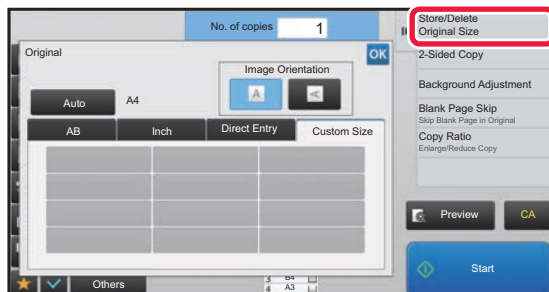 No. of copies
1
Original
OK
Image Orientation
A
A
Auto
A4
AB
Inch
Direct Entry
Custom Size
Others
3 B4
4 A3
Store/Delete
Original Size
2-Sided Copy
Background Adjustment
Blank Page Skip
Skip Blank Page in Original
Copy Ratio
Enlarge/Reduce Copy
Preview
CA
Start